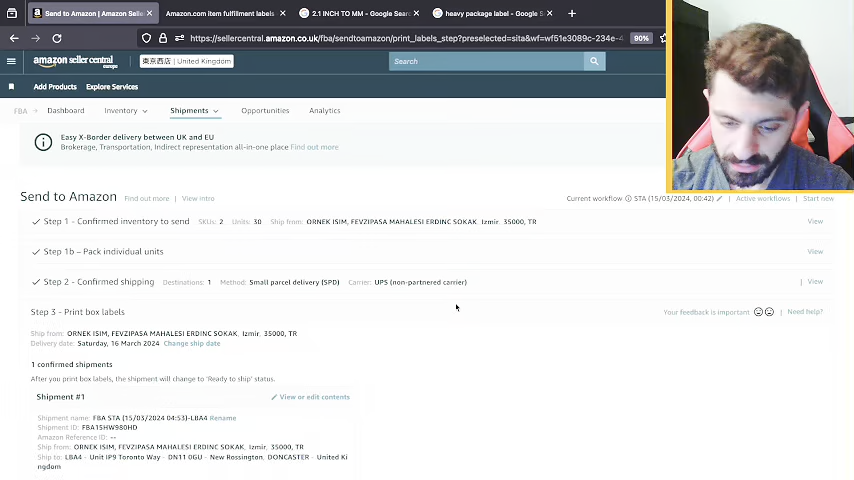 Send to Amazon | Amazon Selle
Amazon.com item fulfillment labels
2.1 INCH TO MM - Google Sear
heavy package label - Google S
https://sellercentral.amazon.co.uk/fba/sendtoamazon/print_labels_step?preselected=sita&wf=wf51e3089c-234e-4
90%
amazon seller central
europe
東京西店 | United Kingdom
Search
Add Products
Explore Services
FBA
Dashboard
Inventory
Shipments
Opportunities
Analytics
Easy X-Border delivery between UK and EU
Brokerage, Transportation, Indirect representation all-in-one place Find out more
Send to Amazon
Find out more | View intro
Current workflow STA (15/03/2024, 00:42) | Active workflows | Start new
Step 1 - Confirmed inventory to send SKUs: 2 Units: 30 Ship from: ORNEK ISIM, FEVZIPASA MAHALESI ERDINC SOKAK, Izmir, 35000, TR
View
Step 1b – Pack individual units
View
Step 2 - Confirmed shipping Destinations: 1 Method: Small parcel delivery (SPD) Carrier: UPS (non-partnered carrier)
| View
Step 3 - Print box labels
Your feedback is important | Need help?
Ship from: ORNEK ISIM, FEVZIPASA MAHALESI ERDINC SOKAK, Izmir, 35000, TR
Delivery date: Saturday, 16 March 2024 Change ship date
1 confirmed shipments
After you print box labels, the shipment will change to 'Ready to ship' status.
Shipment #1
View or edit contents
Shipment name: FBA STA (15/03/2024 04:53)-LBA4 Rename
Shipment ID: FBA15HW980HD
Amazon Reference ID: --
Ship from: ORNEK ISIM, FEVZIPASA MAHALESI ERDINC SOKAK, Izmir, 35000, TR
Ship to: LBA4 - Unit IP9 Toronto Way - DN11 0GU - New Rossington, DONCASTER - United Ki
ngdom